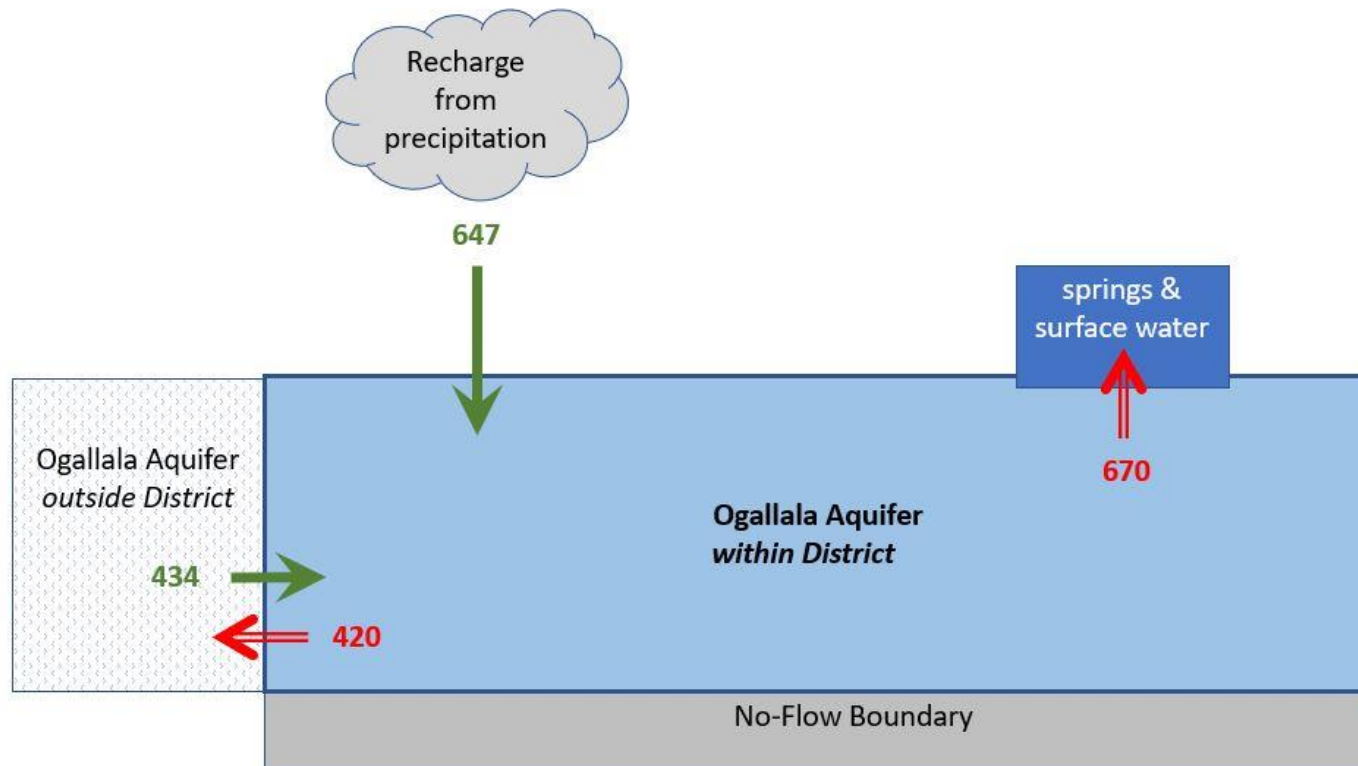 Recharge
from
precipitation
647
springs &
surface water
670
Ogallala Aquifer
outside District
Ogallala Aquifer
within District
434
420
No-Flow Boundary